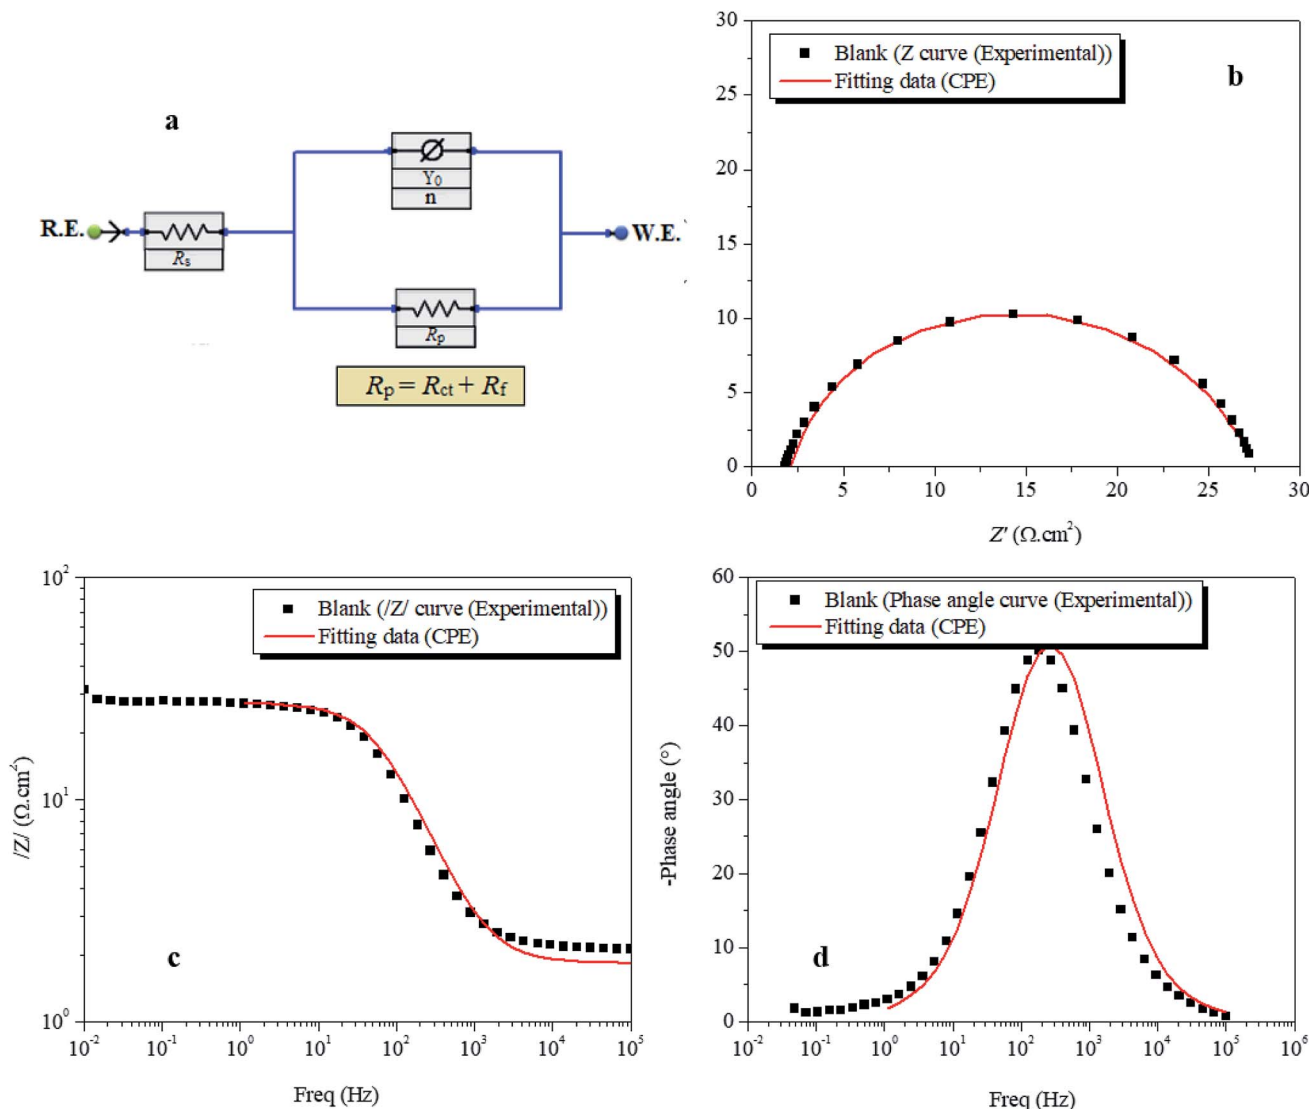 a
R.E.
Rs
Y0
n
Rp
W.E.
Rp = Rct + Rf
b
Blank (Z curve (Experimental))
Fitting data (CPE)
30
25
20
15
10
5
0
0 5 10 15 20 25 30
Z' (Ω.cm²)
c
Blank (/Z/ curve (Experimental))
Fitting data (CPE)
10²
10¹
10⁰
/Z/ (Ω.cm²)
10⁻² 10⁻¹ 10⁰ 10¹ 10² 10³ 10⁴ 10⁵
Freq (Hz)
d
Blank (Phase angle curve (Experimental))
Fitting data (CPE)
60
50
40
30
20
10
0
-Phase angle (°)
10⁻² 10⁻¹ 10⁰ 10¹ 10² 10³ 10⁴ 10⁵ 10⁶
Freq (Hz)